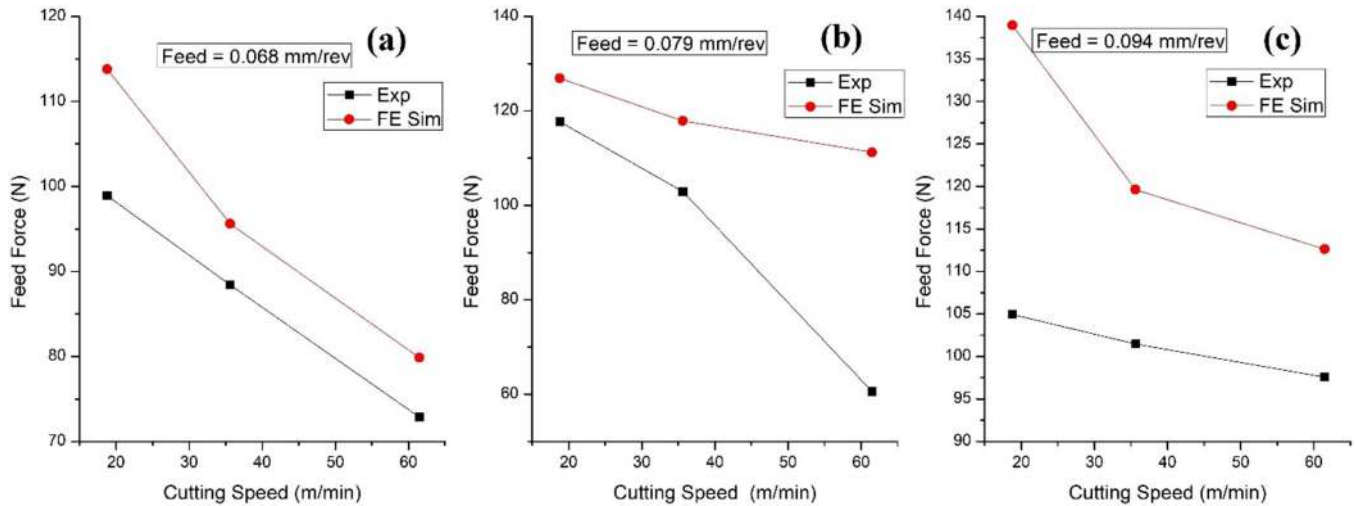 (a)
Feed = 0.068 mm/rev
Exp
FE Sim
120
110
100
90
80
70
Feed Force (N)
20 30 40 50 60
Cutting Speed (m/min)
(b)
Feed = 0.079 mm/rev
Exp
FE Sim
140
120
100
80
60
Feed Force (N)
20 30 40 50 60
Cutting Speed (m/min)
(c)
Feed = 0.094 mm/rev
Exp
FE Sim
140
135
130
125
120
115
110
105
100
95
90
Feed Force (N)
20 30 40 50 60
Cutting Speed (m/min)